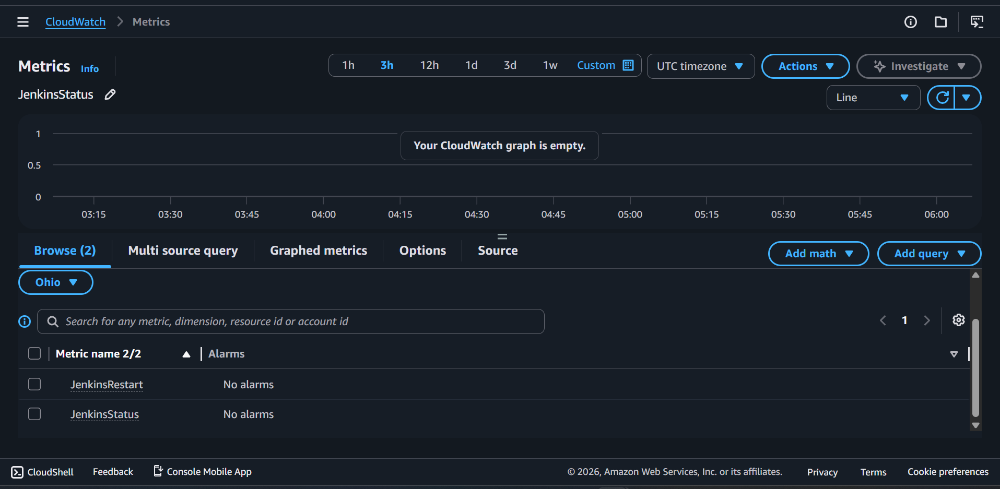 CloudWatch > Metrics
Metrics Info
1h 3h 12h 1d 3d 1w Custom UTC timezone Actions Investigate
JenkinsStatus
Line
1
Your CloudWatch graph is empty.
0.5
0
03:15 03:30 03:45 04:00 04:15 04:30 04:45 05:00 05:15 05:30 05:45 06:00
Browse (2) Multi source query Graphed metrics Options Source Add math Add query
Ohio
Search for any metric, dimension, resource id or account id
1
Metric name 2/2 Alarms
JenkinsRestart No alarms
JenkinsStatus No alarms
CloudShell Feedback Console Mobile App © 2026, Amazon Web Services, Inc. or its affiliates. Privacy Terms Cookie preferences